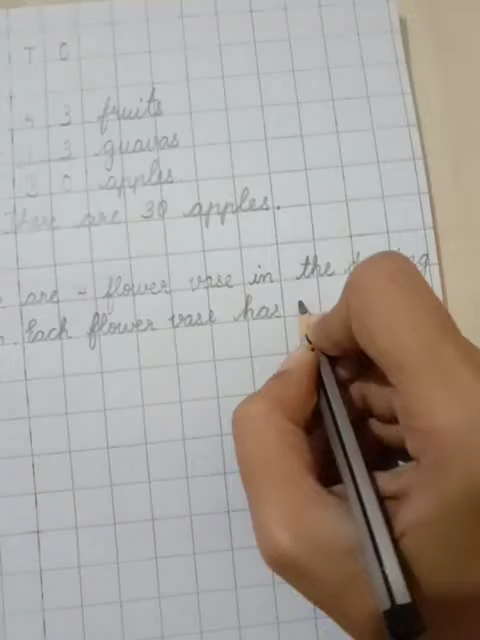 T O
4 3 fruits
1 3 guavas
3 0 apples
There are 30 apples.
are - flower vase in the
Each flower vase has